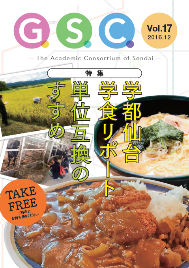 G.S.C.
Vol.17
2016.12
The Academic Consortium of Sendai
特集
学都仙台
学食リポート
単位互換の
すすめ
TAKE
FREE